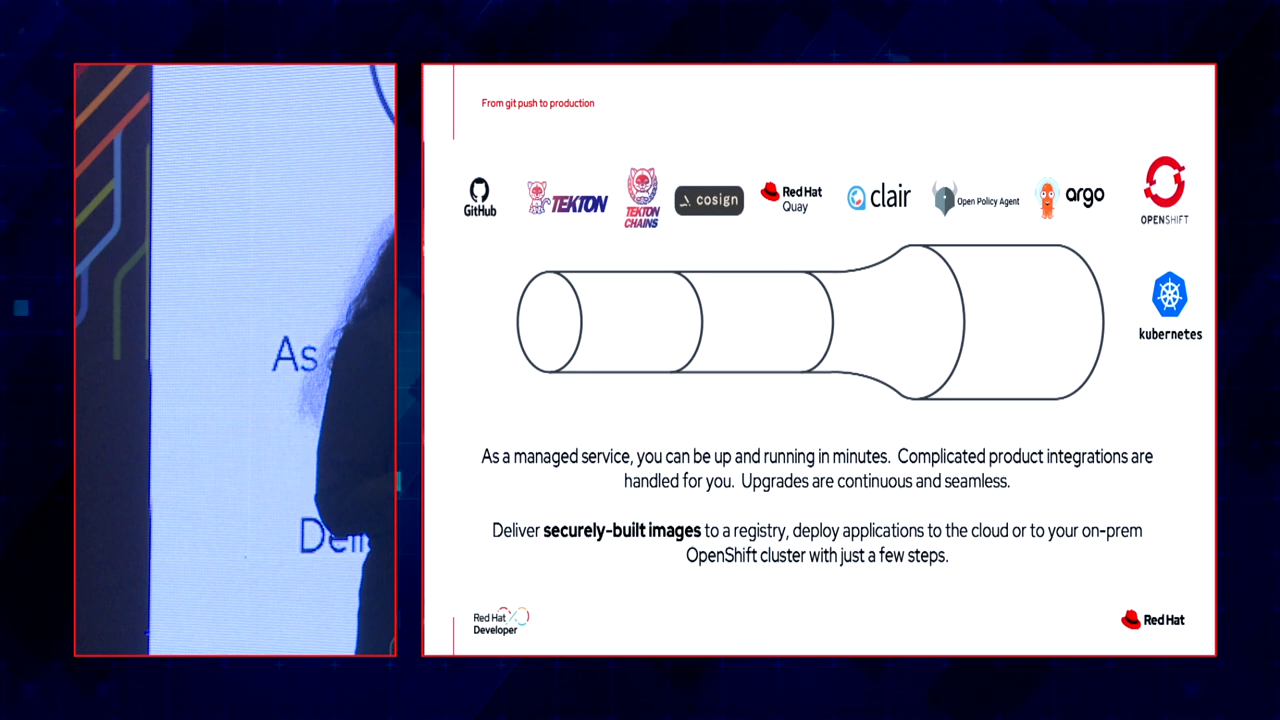 From git push to production
GitHub
TEKTON
TEKTON
CHAINS
cosign
Red Hat
Quay
clair
Open Policy Agent
argo
OPENSHIFT
kubernetes
As a managed service, you can be up and running in minutes.  Complicated product integrations are
handled for you.  Upgrades are continuous and seamless.
Deliver securely-built images to a registry, deploy applications to the cloud or to your on-prem
OpenShift cluster with just a few steps.
Red Hat
Developer
Red Hat
As